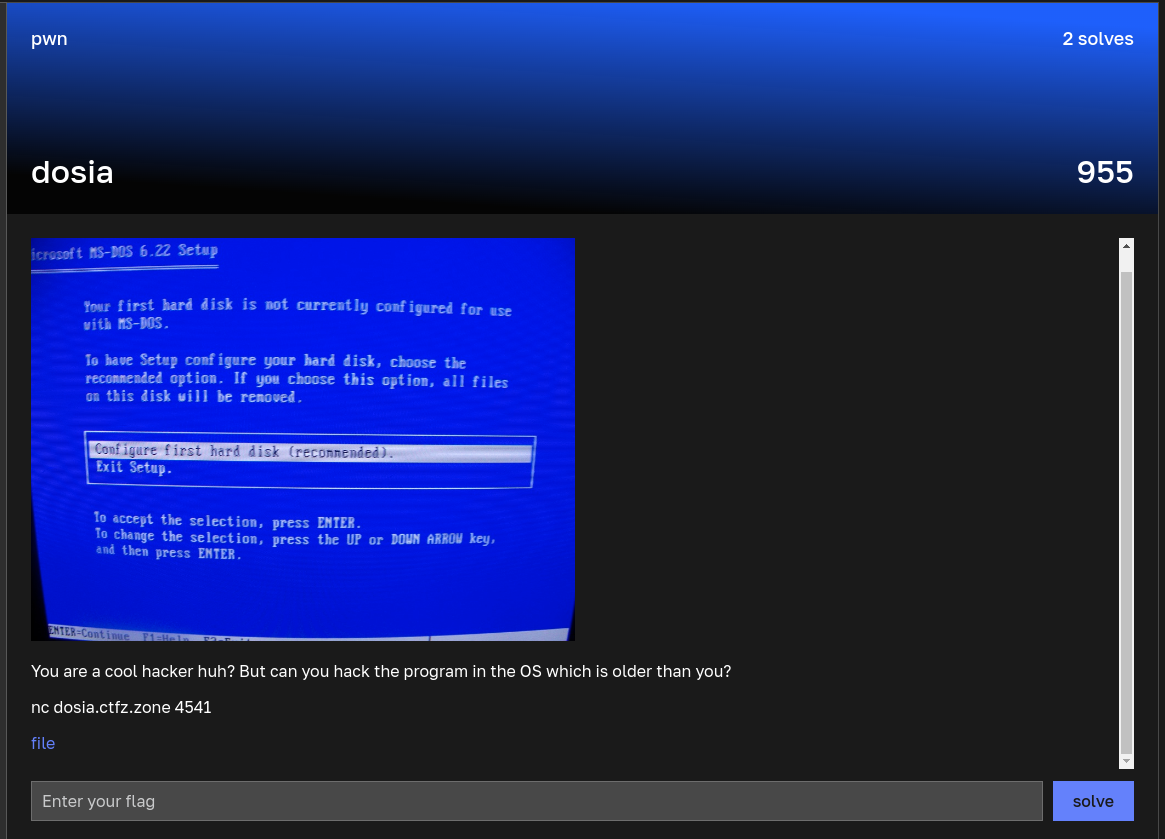 pwn
2 solves
dosia
955
icrosoft MS-DOS 6.22 Setup
Your first hard disk is not currently configured for use
with MS-DOS.
To have Setup configure your hard disk, choose the
recommended option. If you choose this option, all files
on this disk will be removed.
Configure first hard disk (recommended).
Exit Setup.
To accept the selection, press ENTER.
To change the selection, press the UP or DOWN ARROW key,
and then press ENTER.
ENTER=Continue F1=Help
You are a cool hacker huh? But can you hack the program in the OS which is older than you?
nc dosia.ctfz.zone 4541
file
Enter your flag
solve